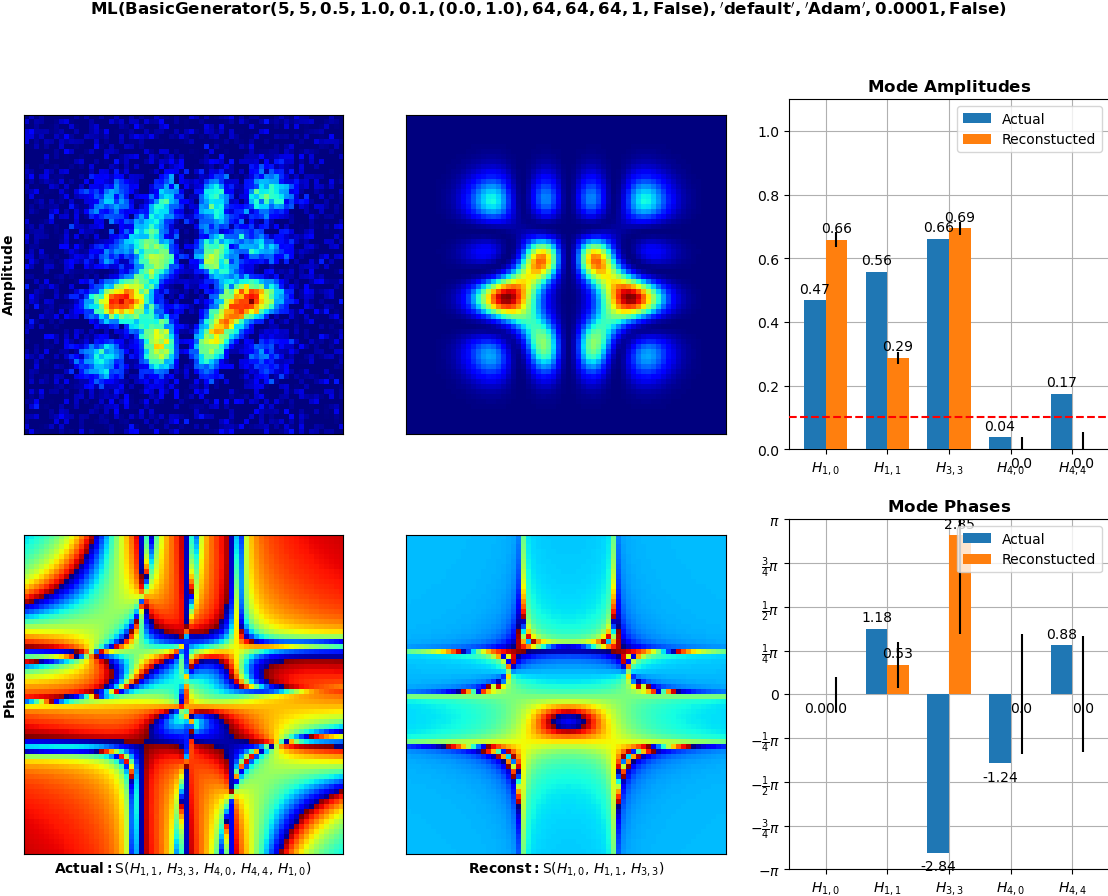 ML(BasicGenerator(5, 5, 0.5, 1.0, 0.1, (0.0, 1.0), 64, 64, 64, 1, False), ′default′, ′Adam′, 0.0001, False)
Mode Amplitudes
Amplitude
1.0
0.8
0.6
0.4
0.2
0.0
Actual
Reconstucted
0.47
0.66
0.56
0.29
0.66
0.69
0.04
0.0
0.17
0.0
H1,0
H1,1
H3,3
H4,0
H4,4
Mode Phases
Phase
π
3/4π
1/2π
1/4π
0
−1/4π
−1/2π
−3/4π
−π
Actual
Reconstucted
1.18
0.53
-2.84
2.85
-1.24
0.88
0.0
H1,0
H1,1
H3,3
H4,0
H4,4
Actual: S(H1,1, H3,3, H4,0, H4,4, H1,0)
Reconst: S(H1,0, H1,1, H3,3)